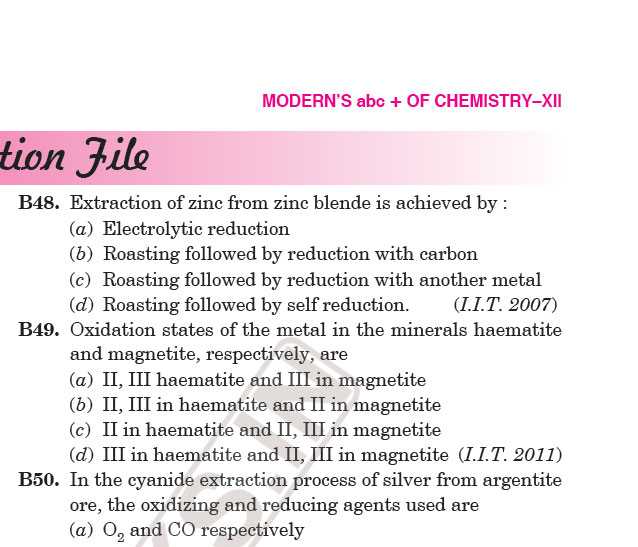 MODERN'S abc + OF CHEMISTRY–XII
tion File
B48. Extraction of zinc from zinc blende is achieved by :
(a) Electrolytic reduction
(b) Roasting followed by reduction with carbon
(c) Roasting followed by reduction with another metal
(d) Roasting followed by self reduction. (I.I.T. 2007)
B49. Oxidation states of the metal in the minerals haematite
and magnetite, respectively, are
(a) II, III haematite and III in magnetite
(b) II, III in haematite and II in magnetite
(c) II in haematite and II, III in magnetite
(d) III in haematite and II, III in magnetite (I.I.T. 2011)
B50. In the cyanide extraction process of silver from argentite
ore, the oxidizing and reducing agents used are
(a) O₂ and CO respectively